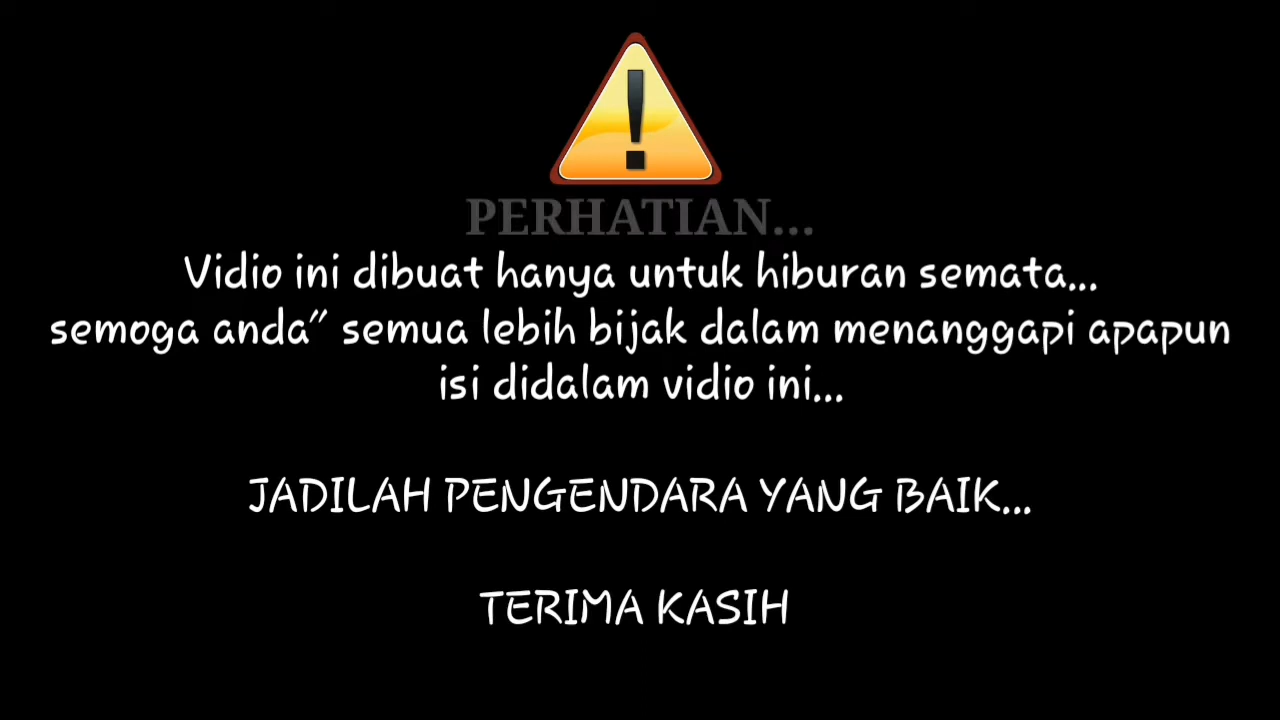 PERHATIAN...
Vidio ini dibuat hanya untuk hiburan semata...
semoga anda" semua lebih bijak dalam menanggapi apapun
isi didalam vidio ini...
JADILAH PENGENDARA YANG BAIK...
TERIMA KASIH